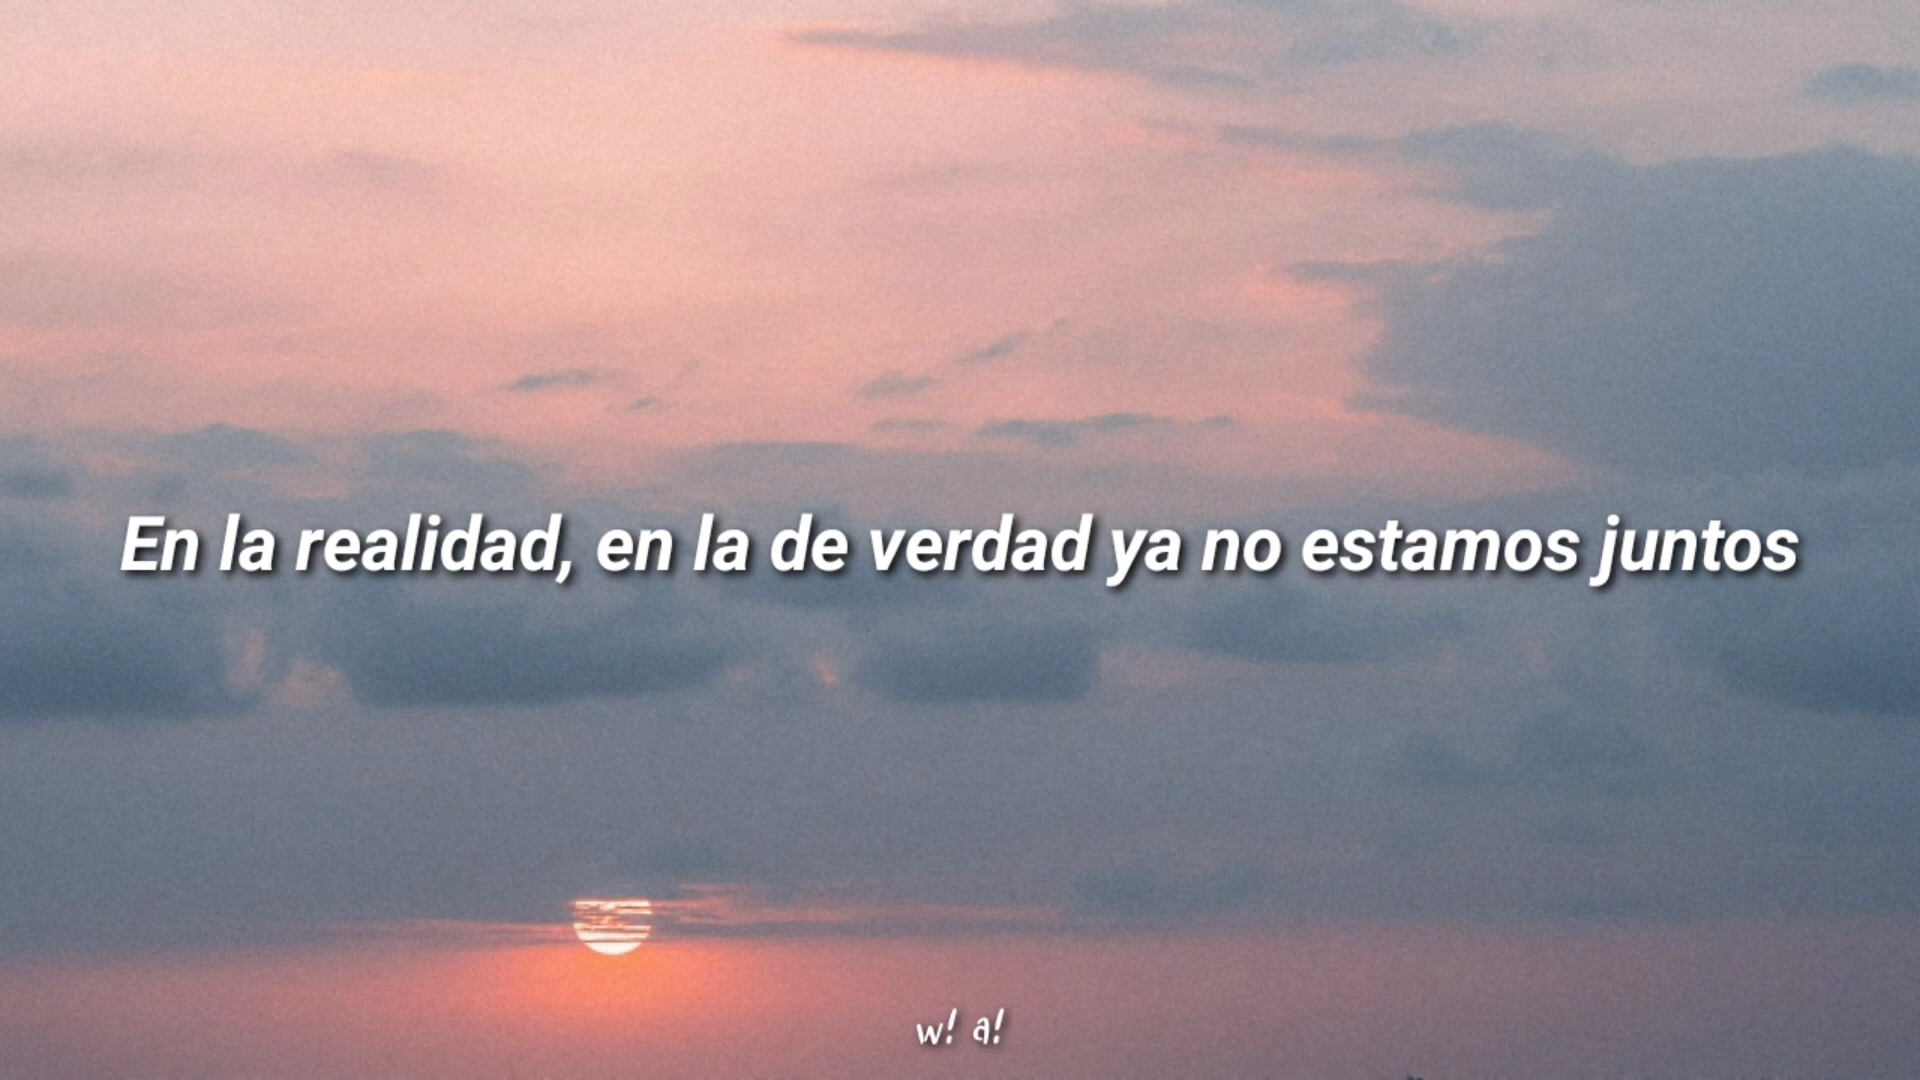 En la realidad, en la de verdad ya no estamos juntos
w! a!